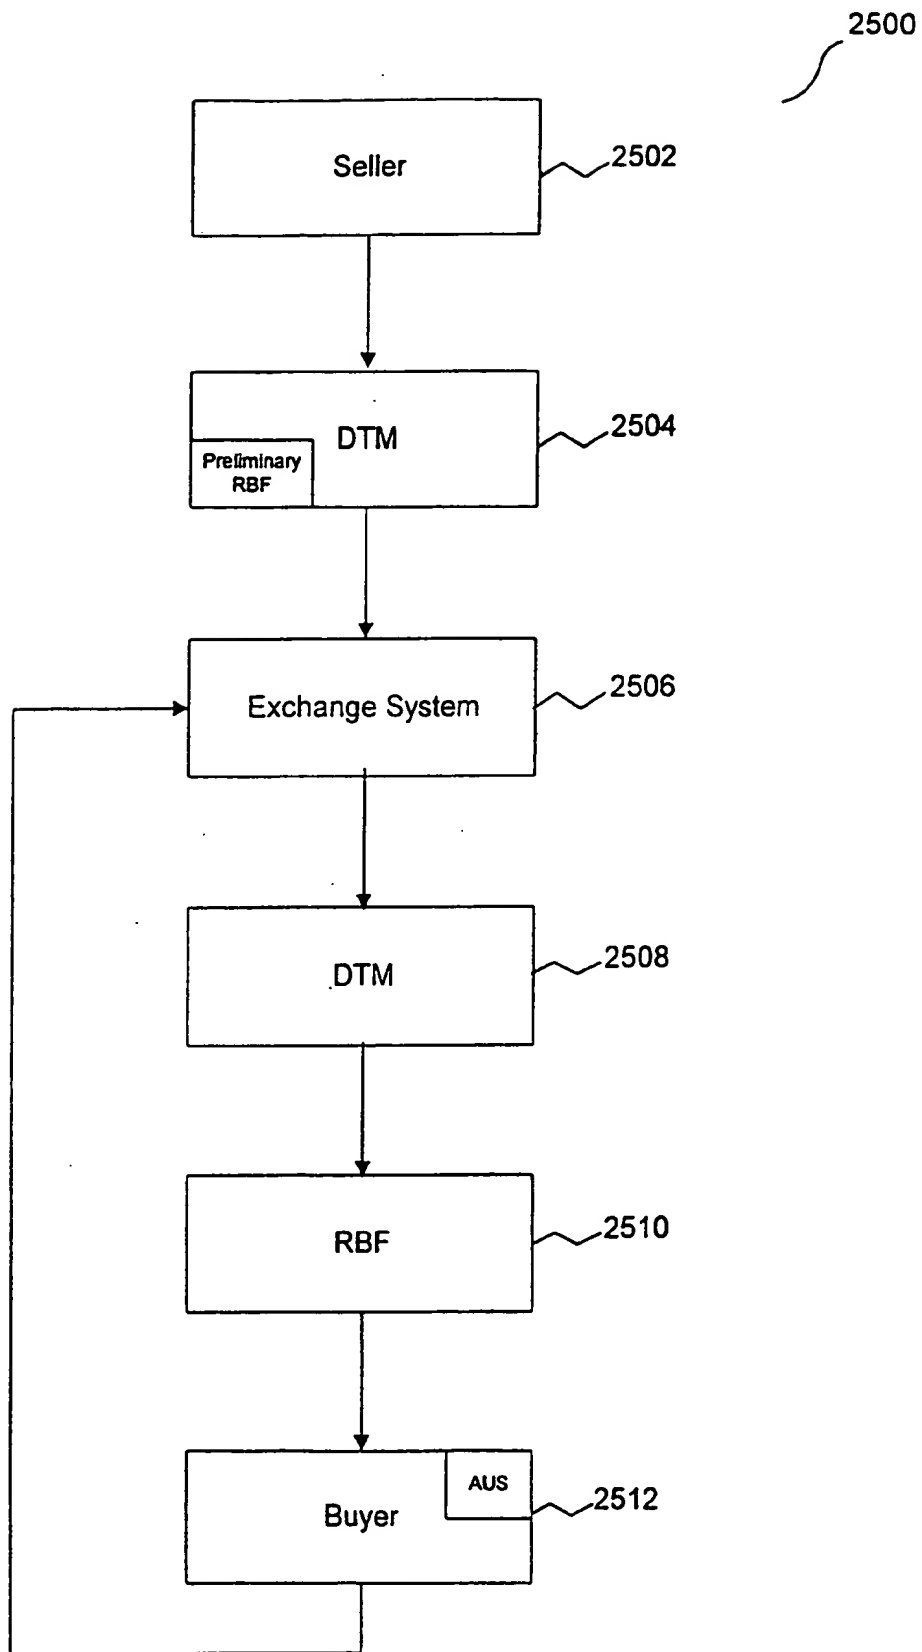 2500
Seller
2502
DTM
2504
Preliminary
RBF
Exchange System
2506
DTM
2508
RBF
2510
AUS
Buyer
2512